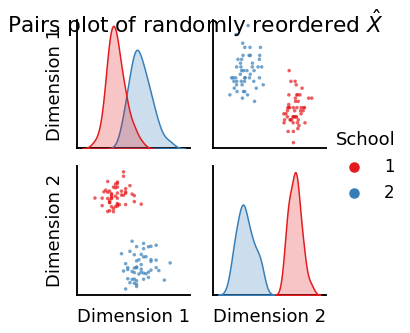 Pairs plot of randomly reordered X̂
Dimension 1
School
1
2
Dimension 2
Dimension 1
Dimension 2